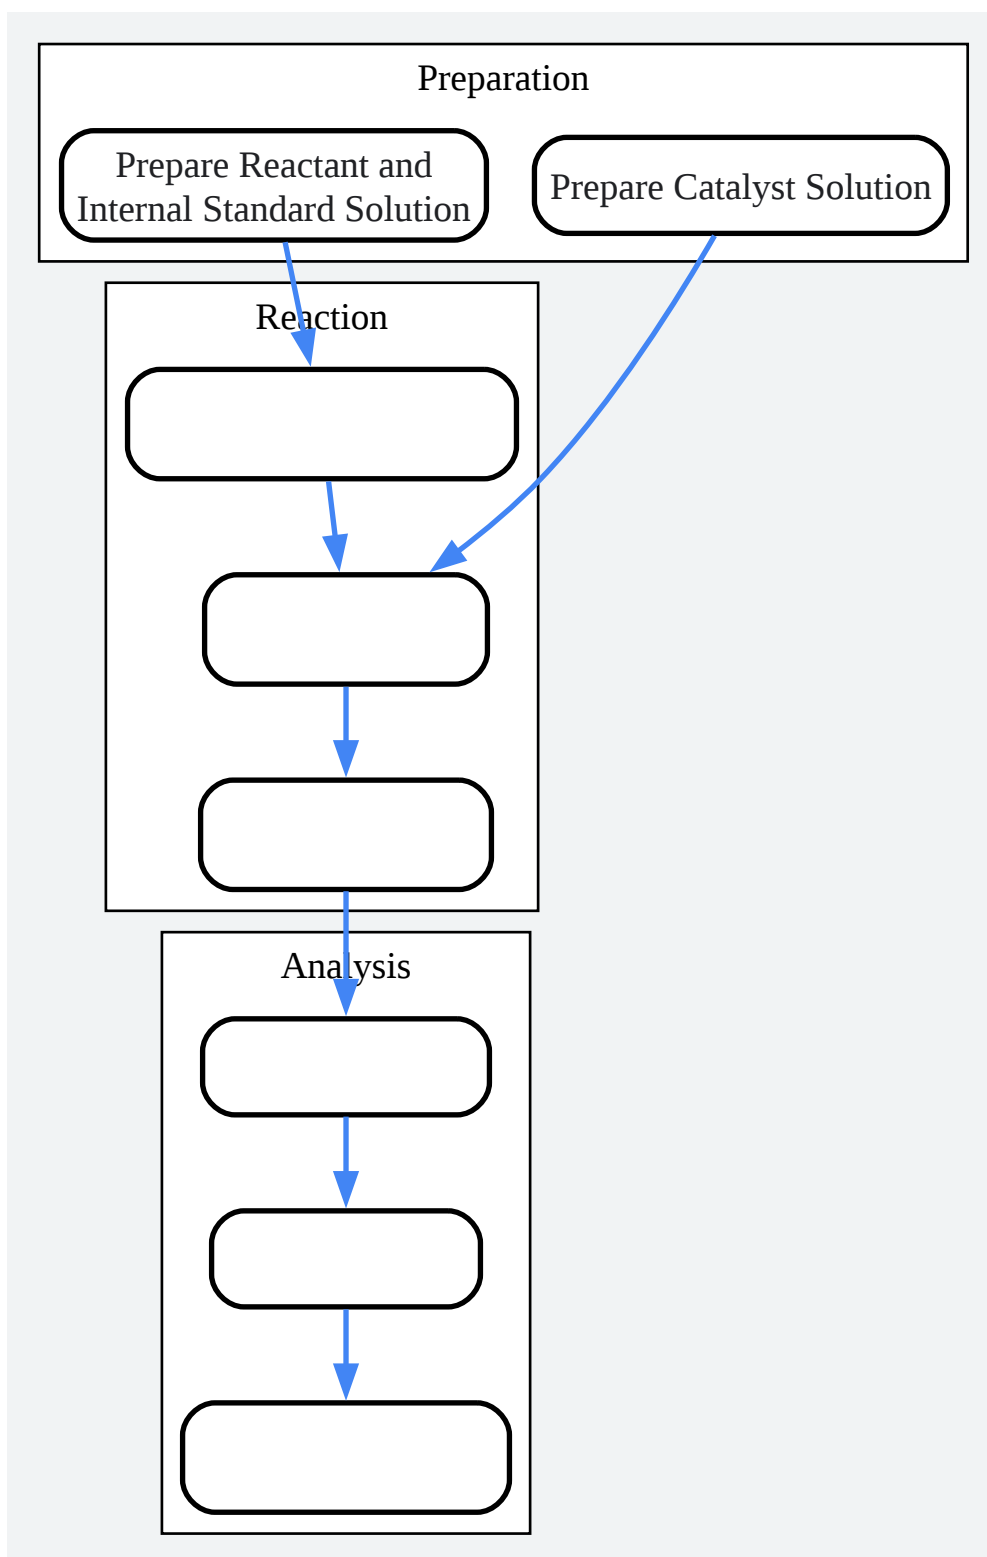 Preparation
Prepare Reactant and
Internal Standard Solution
Prepare Catalyst Solution
Reaction
Analysis